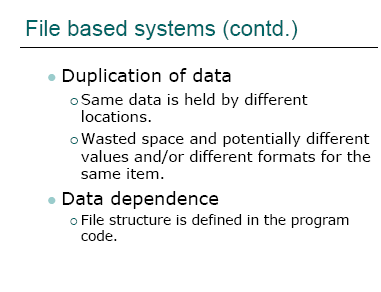 File based systems (contd.)
Duplication of data
Same data is held by different
locations.
Wasted space and potentially different
values and/or different formats for the
same item.
Data dependence
File structure is defined in the program
code.